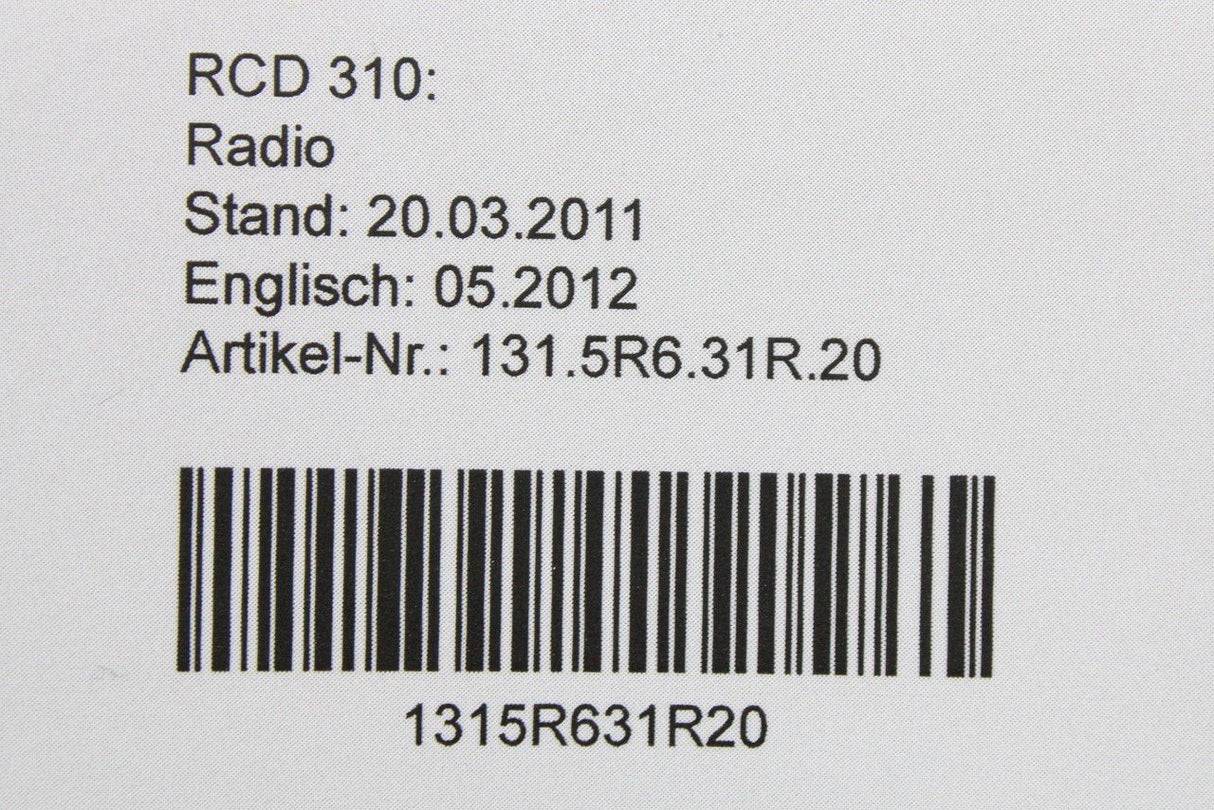 RCD 310:
Radio
Stand: 20.03.2011
Englisch: 05.2012
Artikel-Nr.: 131.5R6.31R.20
1315R631R20